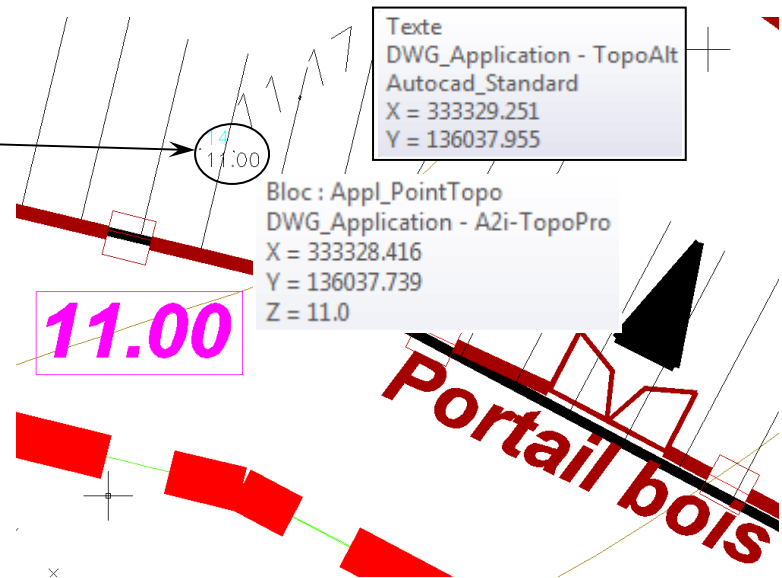 Texte
DWG_Application - TopoAlt
Autocad_Standard
X = 333329.251
Y = 136037.955
4
11.00
Bloc : Appl_PointTopo
DWG_Application - A2i-TopoPro
X = 333328.416
Y = 136037.739
Z = 11.0
11.00
Portail bois